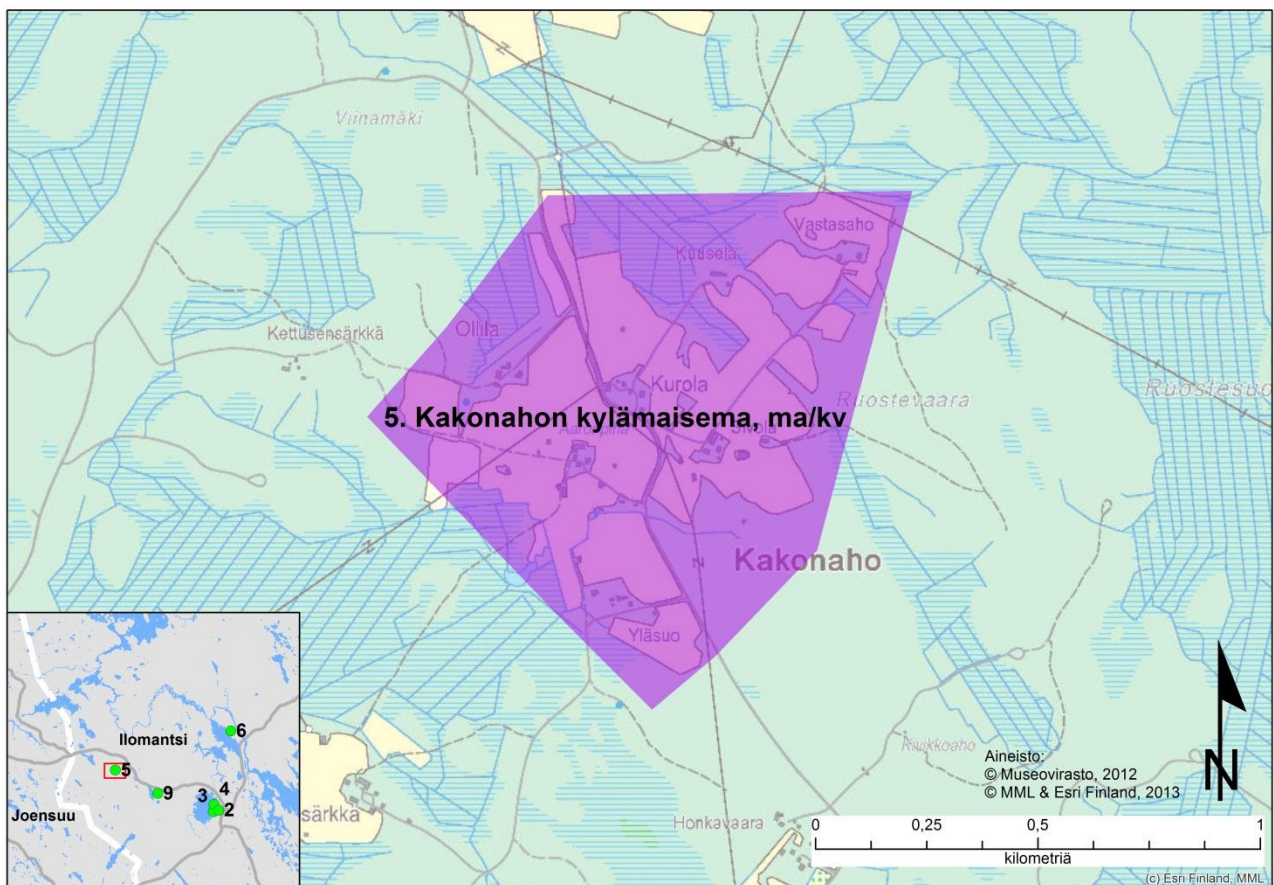 Viinamäki
Vastasaho
Kuusela
Kettusensärkkä
Ollila
Kurola
Ruostevaara
Ruostesuo
5. Kakonahon kylämaisema, ma/kv
Sivola
Kakonaho
Yläsuo
Kivikkoaho
särkkä
Honkavaara
Ilomantsi
Joensuu
6
5
9
3
4
2
Aineisto:
© Museovirasto, 2012
© MML & Esri Finland, 2013
N
0 0,25 0,5 1
kilometriä
(c) Esri Finland, MML